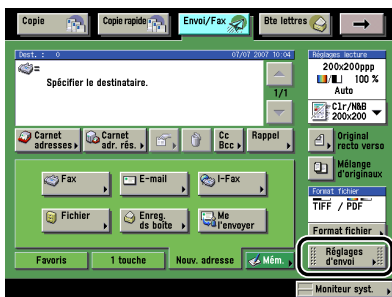 Copie
Copie rapide
Envoi/Fax
Bte lettres
Dest. : 0
07/07 2007 10:04
Spécifier le destinataire.
1/1
Réglages lecture
200x200ppp
100 %
Auto
Clr/N&B
200x200
Carnet
adresses
Carnet
adr. rés.
Cc
Bcc
Rappel
Original
recto verso
Mélange
d'originaux
Fax
E-mail
I-Fax
Fichier
Enreg.
ds boîte
Me
l'envoyer
Format fichier
TIFF / PDF
Format fichier
Favoris
1 touche
Nouv. adresse
Mém.
Réglages
d'envoi
Moniteur syst.